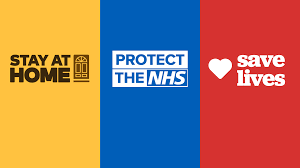 STAY AT
HOME
PROTECT
THE NHS
save
lives